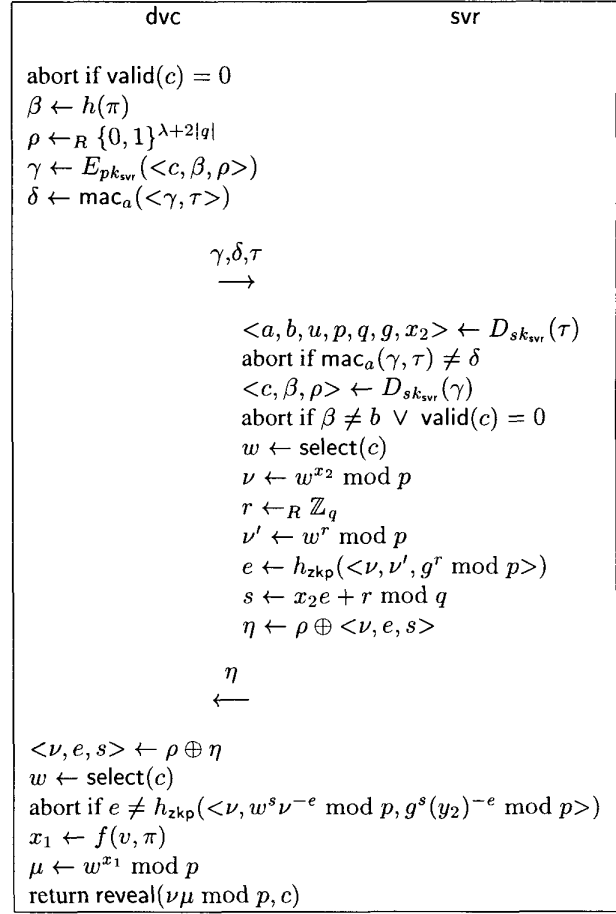 dvc svr
abort if valid(c) = 0
β ← h(π)
ρ ←_R {0, 1}^{λ+2|q|}
γ ← E_{pk_svr}(<c, β, ρ>)
δ ← mac_a(<γ, τ>)
γ,δ,τ
→
<a, b, u, p, q, g, x_2> ← D_{sk_svr}(τ)
abort if mac_a(γ, τ) ≠ δ
<c, β, ρ> ← D_{sk_svr}(γ)
abort if β ≠ b ∨ valid(c) = 0
w ← select(c)
ν ← w^{x_2} mod p
r ←_R ℤ_q
ν′ ← w^r mod p
e ← h_zkp(<ν, ν′, g^r mod p>)
s ← x_2e + r mod q
η ← ρ ⊕ <ν, e, s>
η
←
<ν, e, s> ← ρ ⊕ η
w ← select(c)
abort if e ≠ h_zkp(<ν, w^sν^{-e} mod p, g^s(y_2)^{-e} mod p>)
x_1 ← f(v, π)
μ ← w^{x_1} mod p
return reveal(νμ mod p, c)